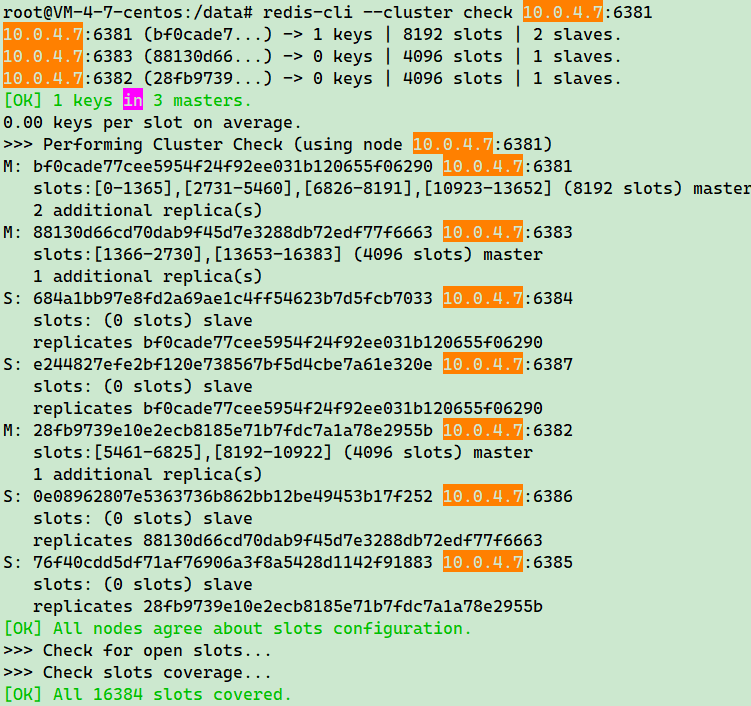 root@VM-4-7-centos:/data# redis-cli --cluster check 10.0.4.7:6381
10.0.4.7:6381 (bf0cade7...) -> 1 keys | 8192 slots | 2 slaves.
10.0.4.7:6383 (88130d66...) -> 0 keys | 4096 slots | 1 slaves.
10.0.4.7:6382 (28fb9739...) -> 0 keys | 4096 slots | 1 slaves.
[OK] 1 keys in 3 masters.
0.00 keys per slot on average.
>>> Performing Cluster Check (using node 10.0.4.7:6381)
M: bf0cade77cee5954f24f92ee031b120655f06290 10.0.4.7:6381
   slots:[0-1365],[2731-5460],[6826-8191],[10923-13652] (8192 slots) master
   2 additional replica(s)
M: 88130d66cd70dab9f45d7e3288db72edf77f6663 10.0.4.7:6383
   slots:[1366-2730],[13653-16383] (4096 slots) master
   1 additional replica(s)
S: 684a1bb97e8fd2a69ae1c4ff54623b7d5fcb7033 10.0.4.7:6384
   slots: (0 slots) slave
   replicates bf0cade77cee5954f24f92ee031b120655f06290
S: e244827efe2bf120e738567bf5d4cbe7a61e320e 10.0.4.7:6387
   slots: (0 slots) slave
   replicates bf0cade77cee5954f24f92ee031b120655f06290
M: 28fb9739e10e2ecb8185e71b7fdc7a1a78e2955b 10.0.4.7:6382
   slots:[5461-6825],[8192-10922] (4096 slots) master
   1 additional replica(s)
S: 0e08962807e5363736b862bb12be49453b17f252 10.0.4.7:6386
   slots: (0 slots) slave
   replicates 88130d66cd70dab9f45d7e3288db72edf77f6663
S: 76f40cdd5df71af76906a3f8a5428d1142f91883 10.0.4.7:6385
   slots: (0 slots) slave
   replicates 28fb9739e10e2ecb8185e71b7fdc7a1a78e2955b
[OK] All nodes agree about slots configuration.
>>> Check for open slots...
>>> Check slots coverage...
[OK] All 16384 slots covered.